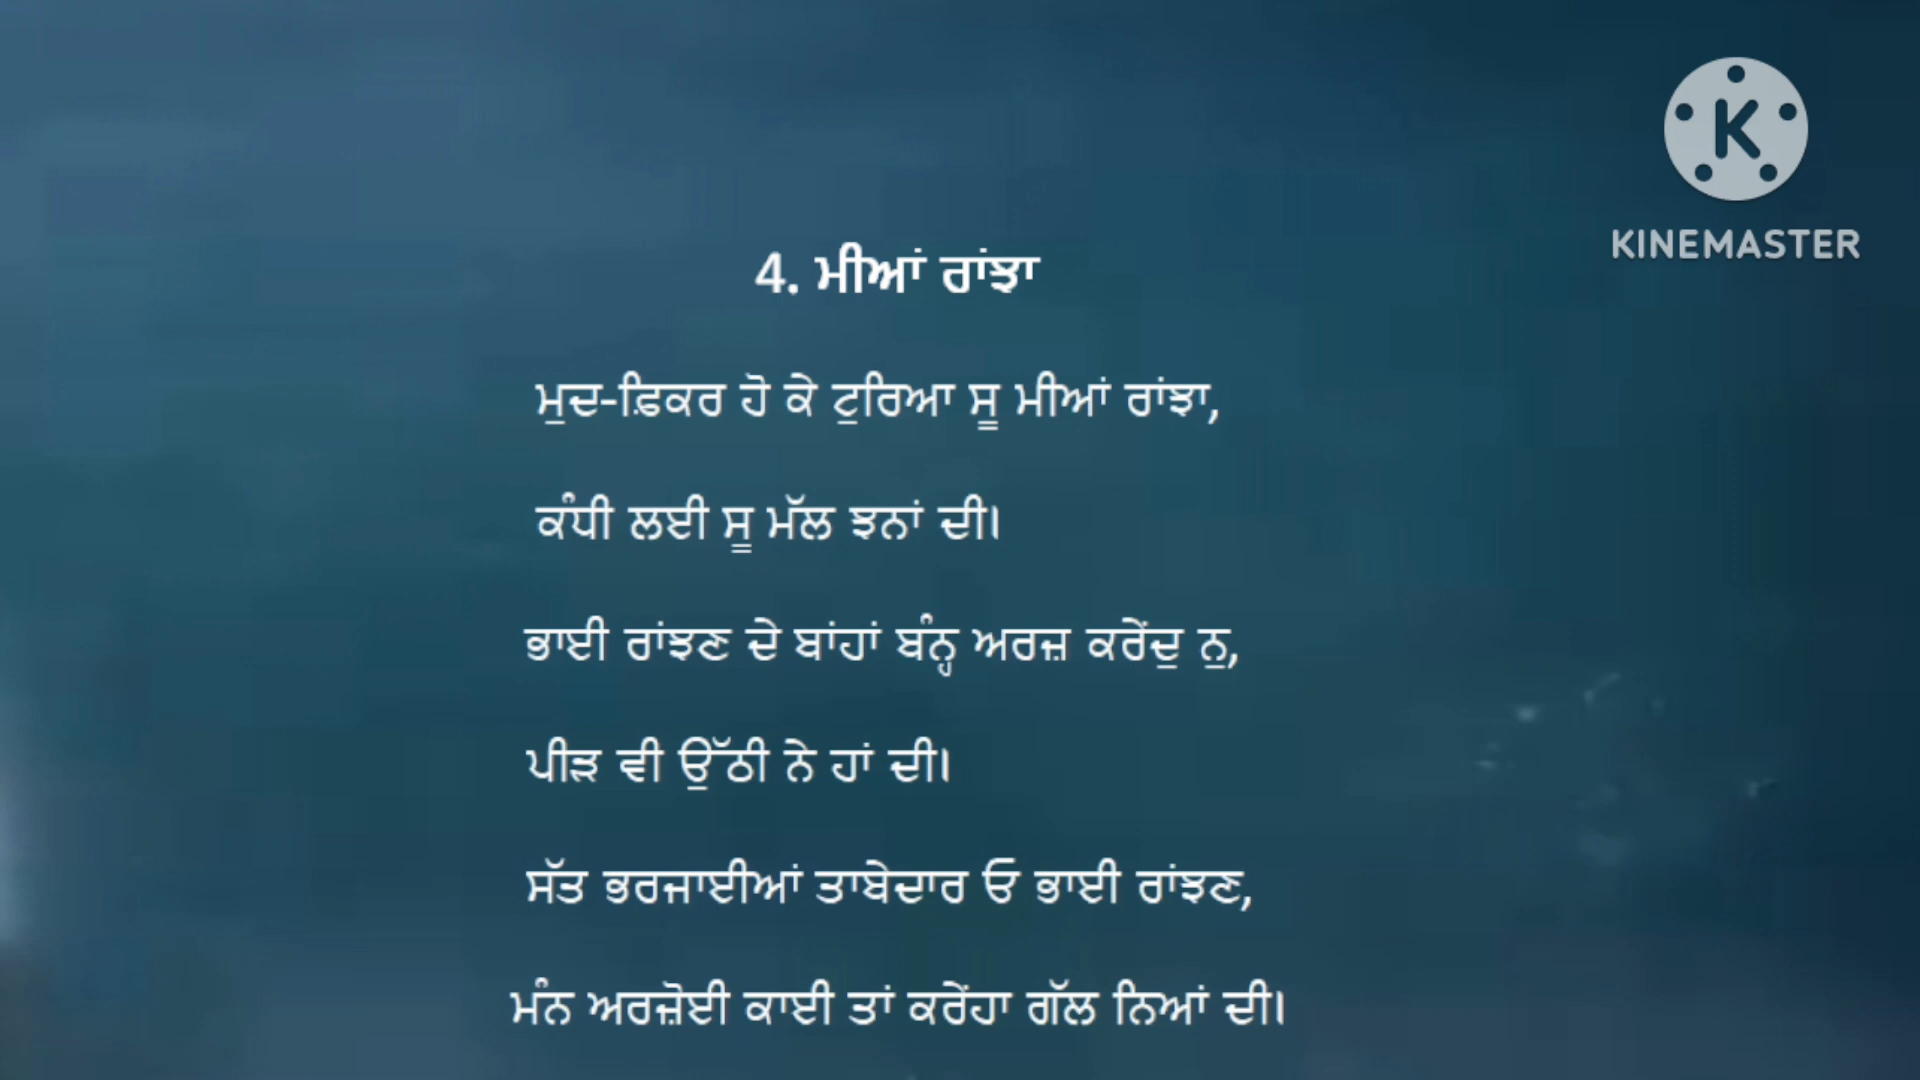 KINEMASTER
4. ਮੀਆਂ ਰਾਂਝਾ
ਮੁਦ-ਫ਼ਿਕਰ ਹੋ ਕੇ ਟੁਰਿਆ ਸੂ ਮੀਆਂ ਰਾਂਝਾ,
ਕੰਧੀ ਲਈ ਸੂ ਮੱਲ ਝਨਾਂ ਦੀ।
ਭਾਈ ਰਾਂਝਣ ਦੇ ਬਾਂਹਾਂ ਬੰਨ੍ਹ ਅਰਜ਼ ਕਰੇਂਦੁ ਨੁ,
ਪੀੜ ਵੀ ਉੱਠੀ ਨੇ ਹਾਂ ਦੀ।
ਸੱਤ ਭਰਜਾਈਆਂ ਤਾਬੇਦਾਰ ਓ ਭਾਈ ਰਾਂਝਣ,
ਮੰਨ ਅਰਜ਼ੋਈ ਕਾਈ ਤਾਂ ਕਰੇਂਹਾ ਗੱਲ ਨਿਆਂ ਦੀ।